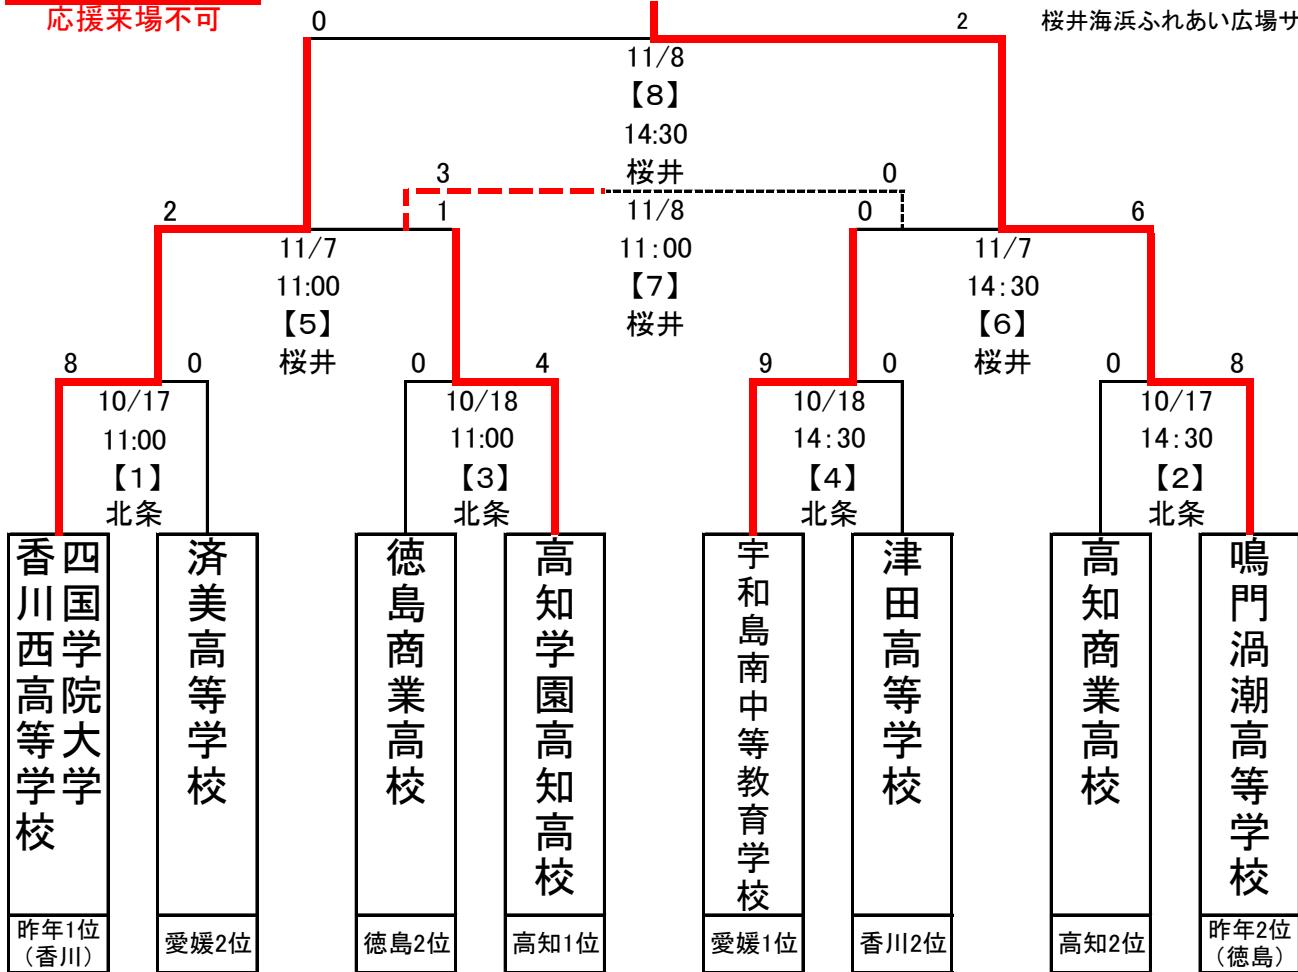 応援来場不可
0
2
桜井海浜ふれあい広場サ
11/8
【8】
14:30
桜井
3
0
2
1
11/8
0
6
11/7
11:00
11/7
11:00
【7】
14:30
【5】
桜井
【6】
桜井
桜井
8
0
0
4
9
0
0
8
10/17
10/18
10/18
10/17
11:00
11:00
14:30
14:30
【1】
【3】
【4】
【2】
北条
北条
北条
北条
四国学院大学
香川西高等学校
済美高等学校
徳島商業高校
高知学園高知高校
宇和島南中等教育学校
津田高等学校
高知商業高校
鳴門渦潮高等学校
昨年1位
（香川）
愛媛2位
徳島2位
高知1位
愛媛1位
香川2位
高知2位
昨年2位
（徳島）